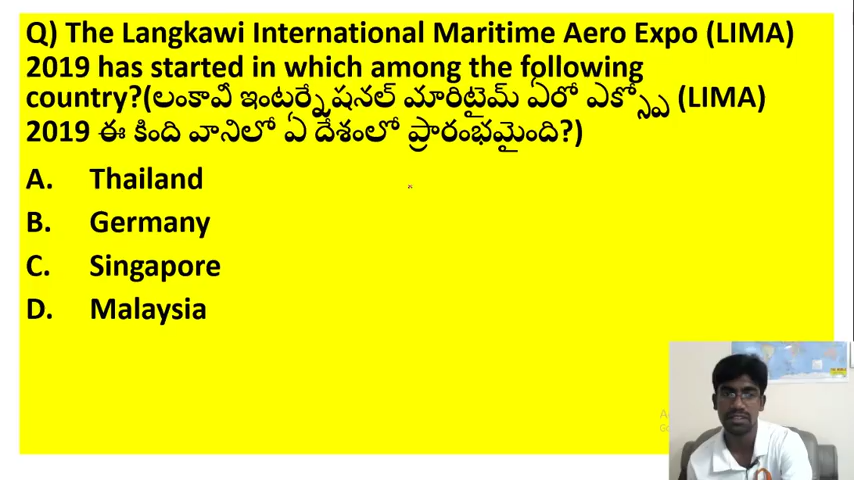 Q) The Langkawi International Maritime Aero Expo (LIMA)
2019 has started in which among the following
country?(లంకావీ ఇంటర్నేషనల్ మారిటైమ్ ఏరో ఎక్స్పో (LIMA)
2019 ఈ కింది వానిలో ఏ దేశంలో ప్రారంభమైంది?)
A. Thailand
B. Germany
C. Singapore
D. Malaysia